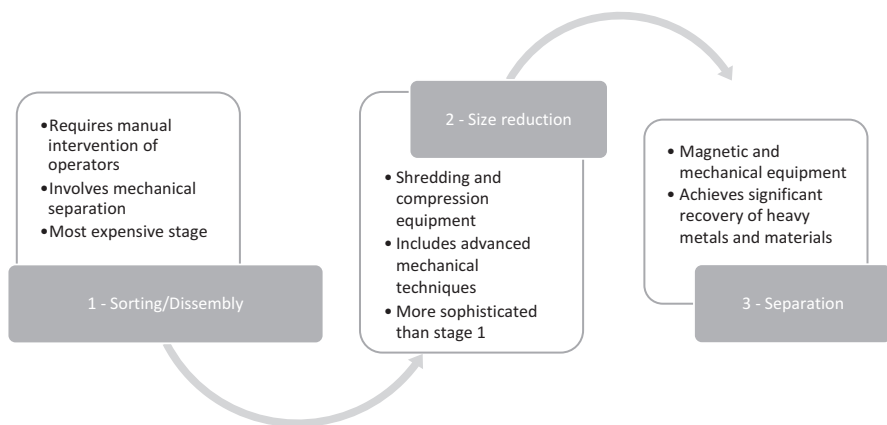 •Requires manual
intervention of
operators
•Involves mechanical
separation
•Most expensive stage
1 - Sorting/Dissembly
2 - Size reduction
• Shredding and
compression
equipment
• Includes advanced
mechanical
techniques
• More sophisticated
than stage 1
• Magnetic and
mechanical equipment
• Achieves significant
recovery of heavy
metals and materials
3 - Separation